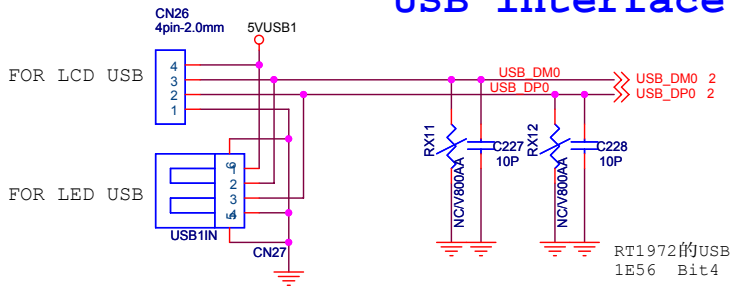 USB interface
CN26
4pin-2.0mm
5VUSB1
FOR LCD USB
4
3
2
1
USB_DM0
USB_DP0
USB_DM0 2
USB_DP0 2
RX11
NC/V800AA
C227
10P
RX12
NC/V800AA
C228
10P
FOR LED USB
6
1
2
3
4
5
USB1IN
CN27
RT1972的USB
1E56 Bit4